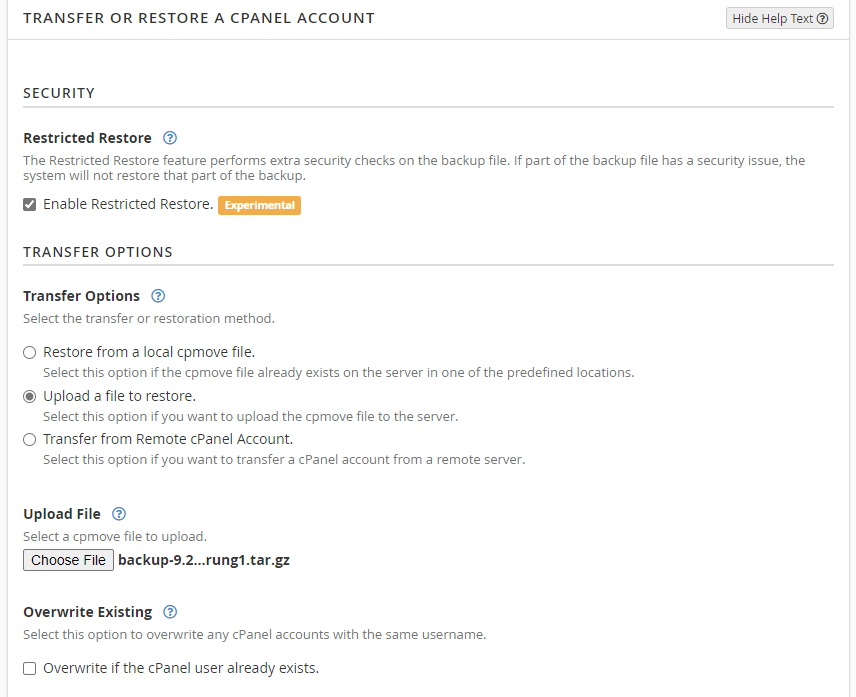 TRANSFER OR RESTORE A CPANEL ACCOUNT
Hide Help Text
SECURITY
Restricted Restore
The Restricted Restore feature performs extra security checks on the backup file. If part of the backup file has a security issue, the
system will not restore that part of the backup.
Enable Restricted Restore. Experimental
TRANSFER OPTIONS
Transfer Options
Select the transfer or restoration method.
Restore from a local cpmove file.
Select this option if the cpmove file already exists on the server in one of the predefined locations.
Upload a file to restore.
Select this option if you want to upload the cpmove file to the server.
Transfer from Remote cPanel Account.
Select this option if you want to transfer a cPanel account from a remote server.
Upload File
Select a cpmove file to upload.
Choose File backup-9.2...rung1.tar.gz
Overwrite Existing
Select this option to overwrite any cPanel accounts with the same username.
Overwrite if the cPanel user already exists.